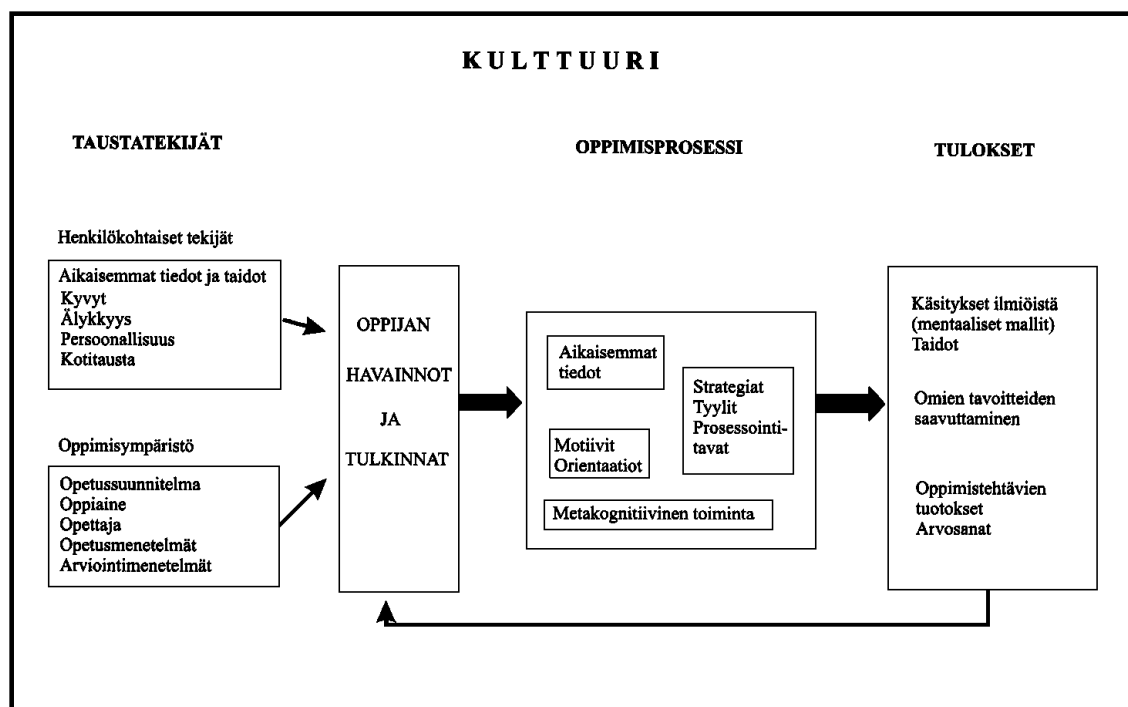 KULTTUURI
TAUSTATEKIJÄT
OPPIMISPROSESSI
TULOKSET
Henkilökohtaiset tekijät
Aikaisemmat tiedot ja taidot
Kyvyt
Älykkyys
Persoonallisuus
Kotitausta
Oppimisympäristö
Opetussuunnitelma
Oppiaine
Opettaja
Opetusmenetelmät
Arviointimenetelmät
OPPIJAN
HAVAINNOT
JA
TULKINNAT
Aikaisemmat
tiedot
Strategiat
Tyylit
Prosessointi-
tavat
Motiivit
Orientaatiot
Metakognitiivinen toiminta
Käsitykset ilmiöistä
(mentaaliset mallit)
Taidot
Omien tavoitteiden
saavuttaminen
Oppimistehtävien
tuotokset
Arvosanat